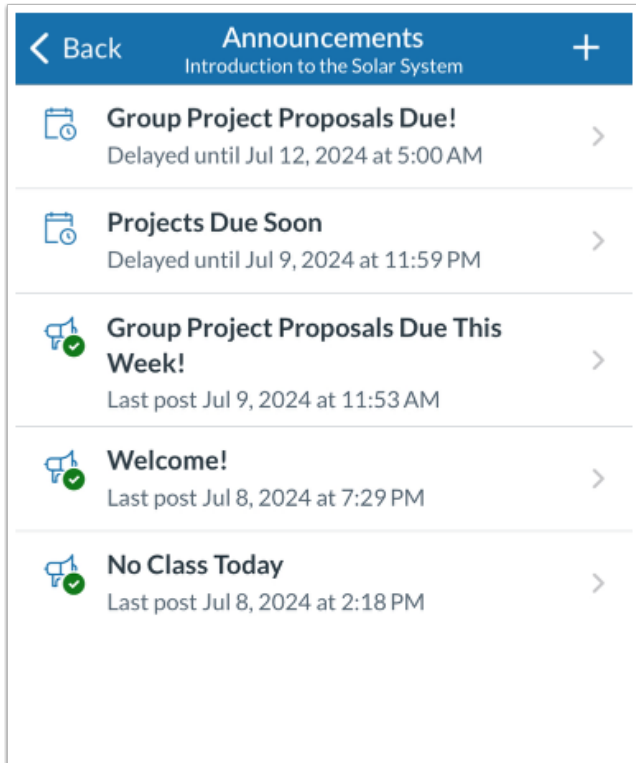 Back
Announcements
Introduction to the Solar System
Group Project Proposals Due!
Delayed until Jul 12, 2024 at 5:00 AM
Projects Due Soon
Delayed until Jul 9, 2024 at 11:59 PM
Group Project Proposals Due This
Week!
Last post Jul 9, 2024 at 11:53 AM
Welcome!
Last post Jul 8, 2024 at 7:29 PM
No Class Today
Last post Jul 8, 2024 at 2:18 PM